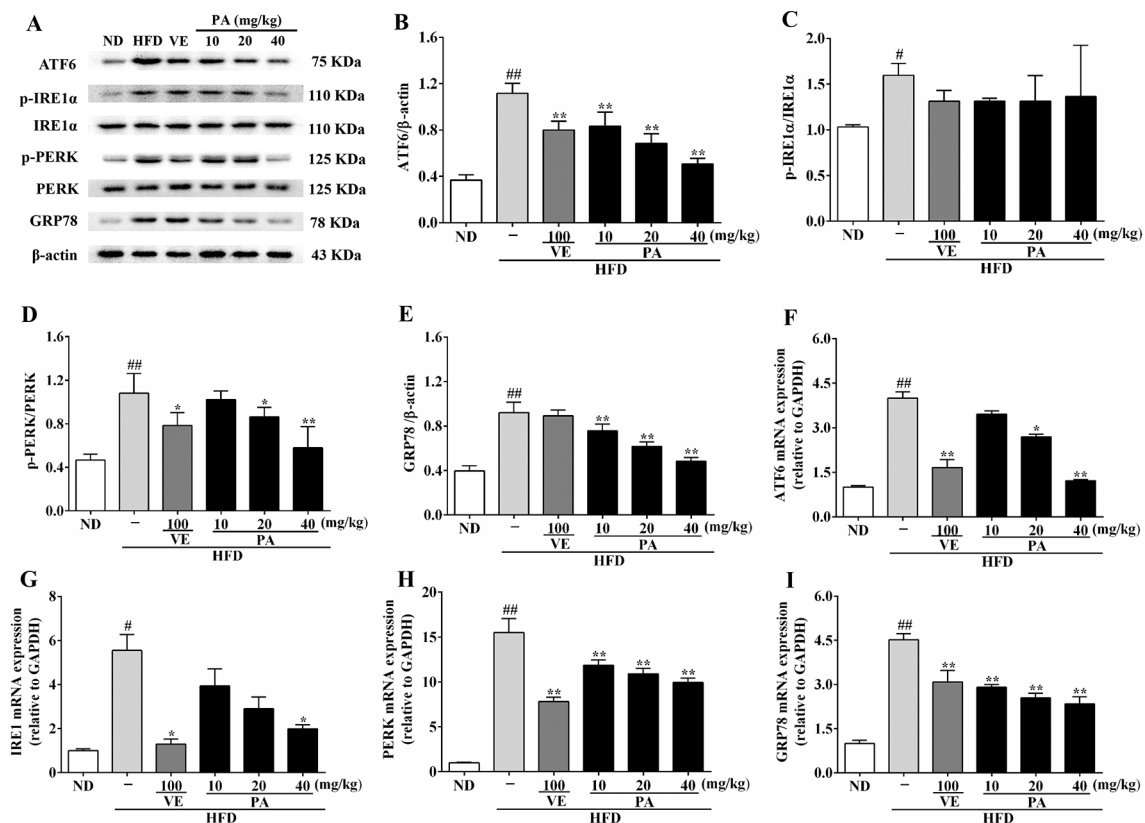 A
PA (mg/kg)
ND HFD VE 10 20 40
ATF6 75 KDa
p-IRE1α 110 KDa
IRE1α 110 KDa
p-PERK 125 KDa
PERK 125 KDa
GRP78 78 KDa
β-actin 43 KDa
B
ATF6/β-actin
1.6
1.2
0.8
0.4
0.0
## ** ** ** **
ND – 100 10 20 40 (mg/kg)
VE PA
HFD
C
p-IRE1α/IRE1α
2.0
1.5
1.0
0.5
0.0
#
ND – 100 10 20 40 (mg/kg)
VE PA
HFD
D
p-PERK/PERK
1.6
1.2
0.8
0.4
0.0
## * * **
ND – 100 10 20 40 (mg/kg)
VE PA
HFD
E
GRP78 /β-actin
1.6
1.2
0.8
0.4
0.0
## ** ** **
ND – 100 10 20 40 (mg/kg)
VE PA
HFD
F
ATF6 mRNA expression
(relative to GAPDH)
6.0
4.5
3.0
1.5
0.0
## ** * **
ND – 100 10 20 40 (mg/kg)
VE PA
HFD
G
IRE1 mRNA expression
(relative to GAPDH)
8
6
4
2
0
# * *
ND – 100 10 20 40 (mg/kg)
VE PA
HFD
H
PERK mRNA expression
(relative to GAPDH)
20
15
10
5
0
## ** ** ** **
ND – 100 10 20 40 (mg/kg)
VE PA
HFD
I
GRP78 mRNA expression
(relative to GAPDH)
6.0
4.5
3.0
1.5
0.0
## ** ** ** **
ND – 100 10 20 40 (mg/kg)
VE PA
HFD